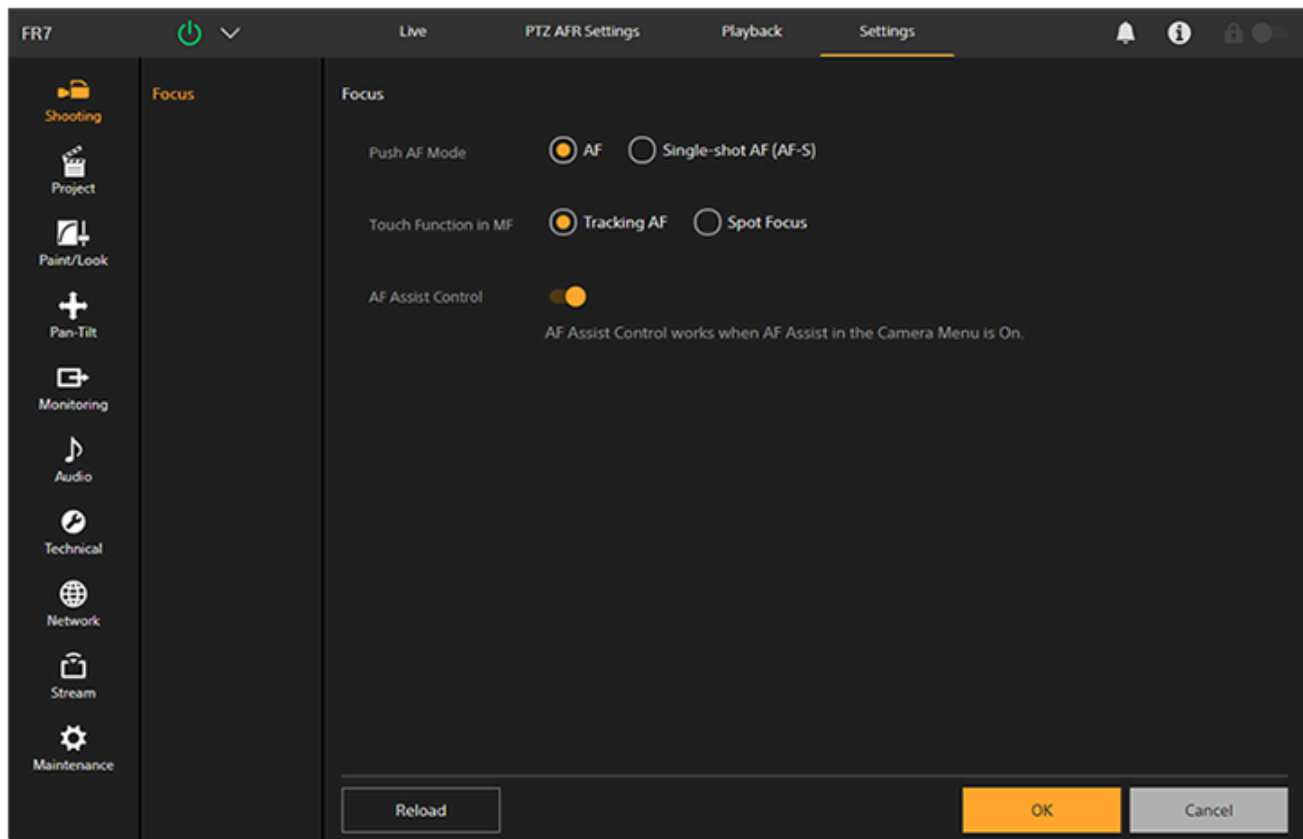 FR7
Live
PTZ AFR Settings
Playback
Settings
Shooting
Project
Paint/Look
Pan-Tilt
Monitoring
Audio
Technical
Network
Stream
Maintenance
Focus
Focus
Push AF Mode
AF
Single-shot AF (AF-S)
Touch Function in MF
Tracking AF
Spot Focus
AF Assist Control
AF Assist Control works when AF Assist in the Camera Menu is On.
Reload
OK
Cancel